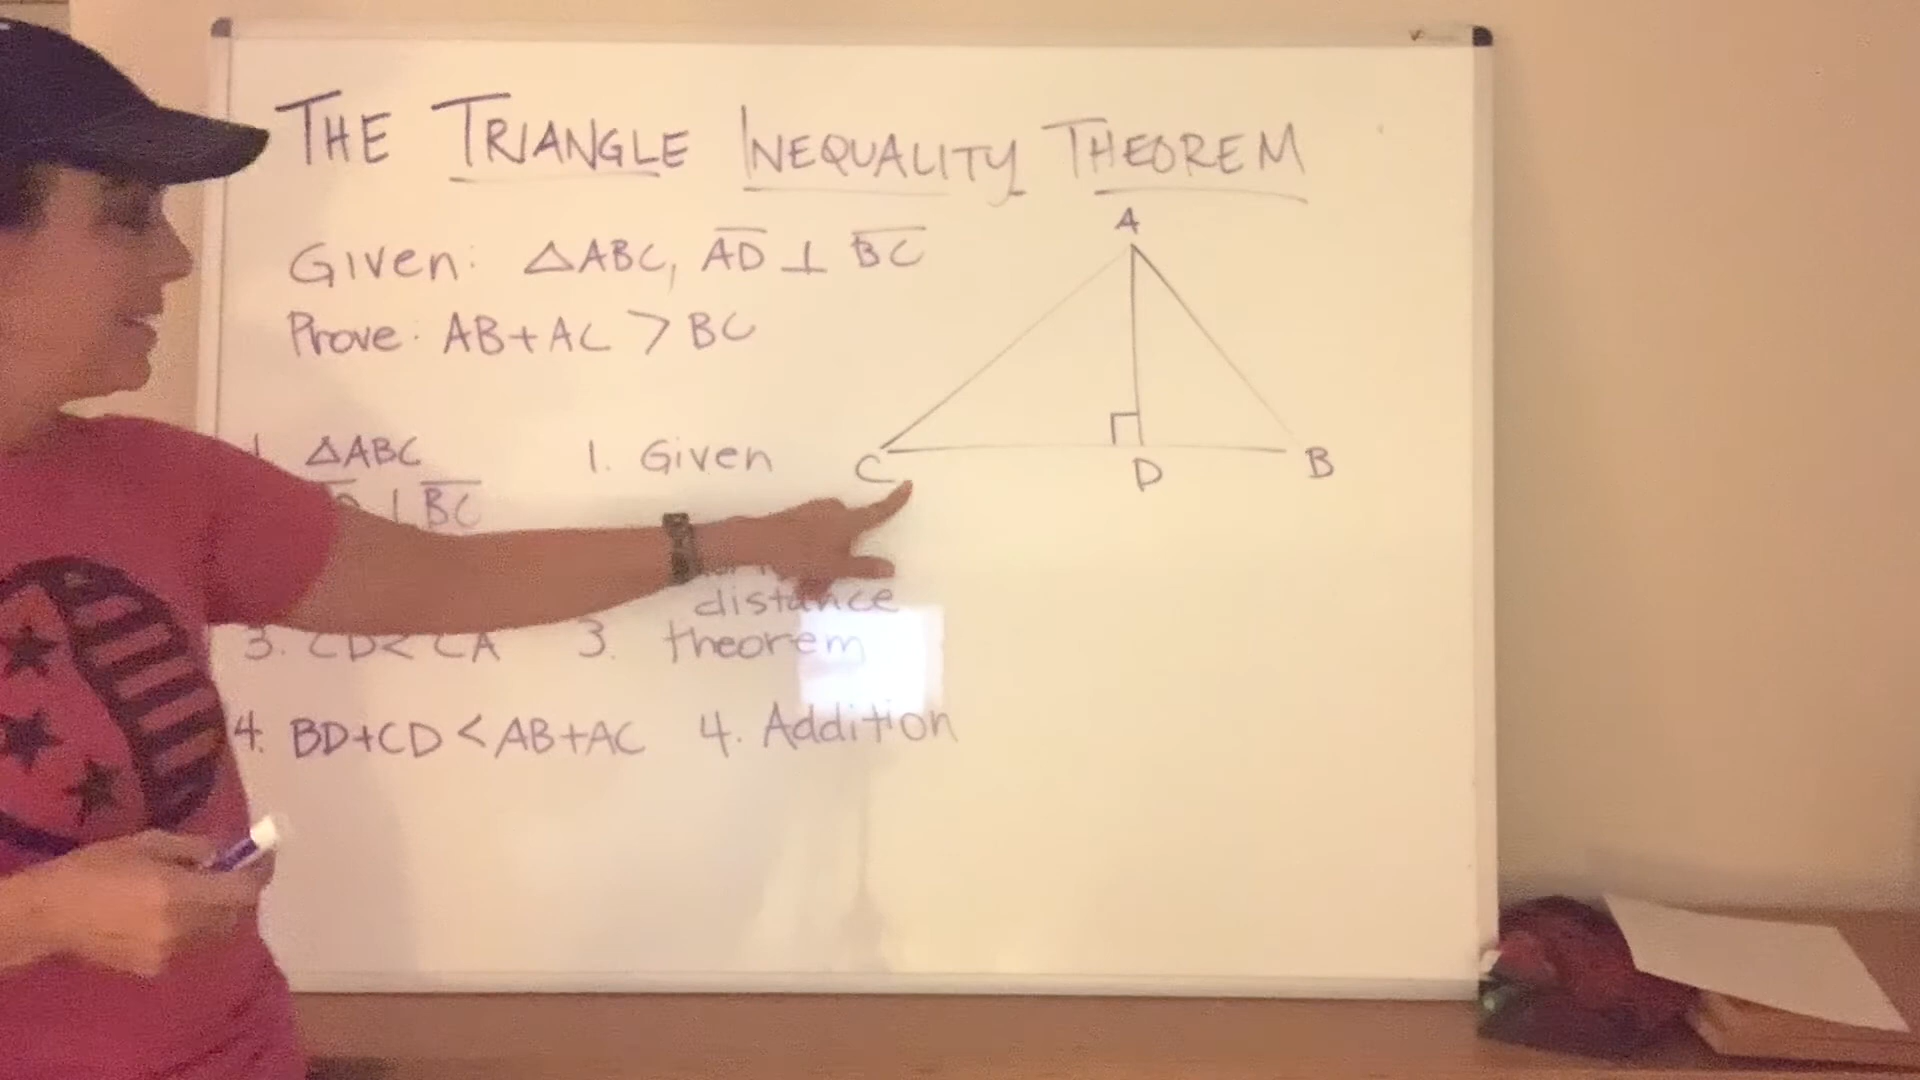 THE TRIANGLE INEQUALITY THEOREM
Given: △ABC, AD ⊥ BC
Prove: AB+AC > BC
A
C D B
1. △ABC 1. Given
⊥ BC
distance
3. CD < CA 3. theorem
4. BD+CD < AB+AC 4. Addition